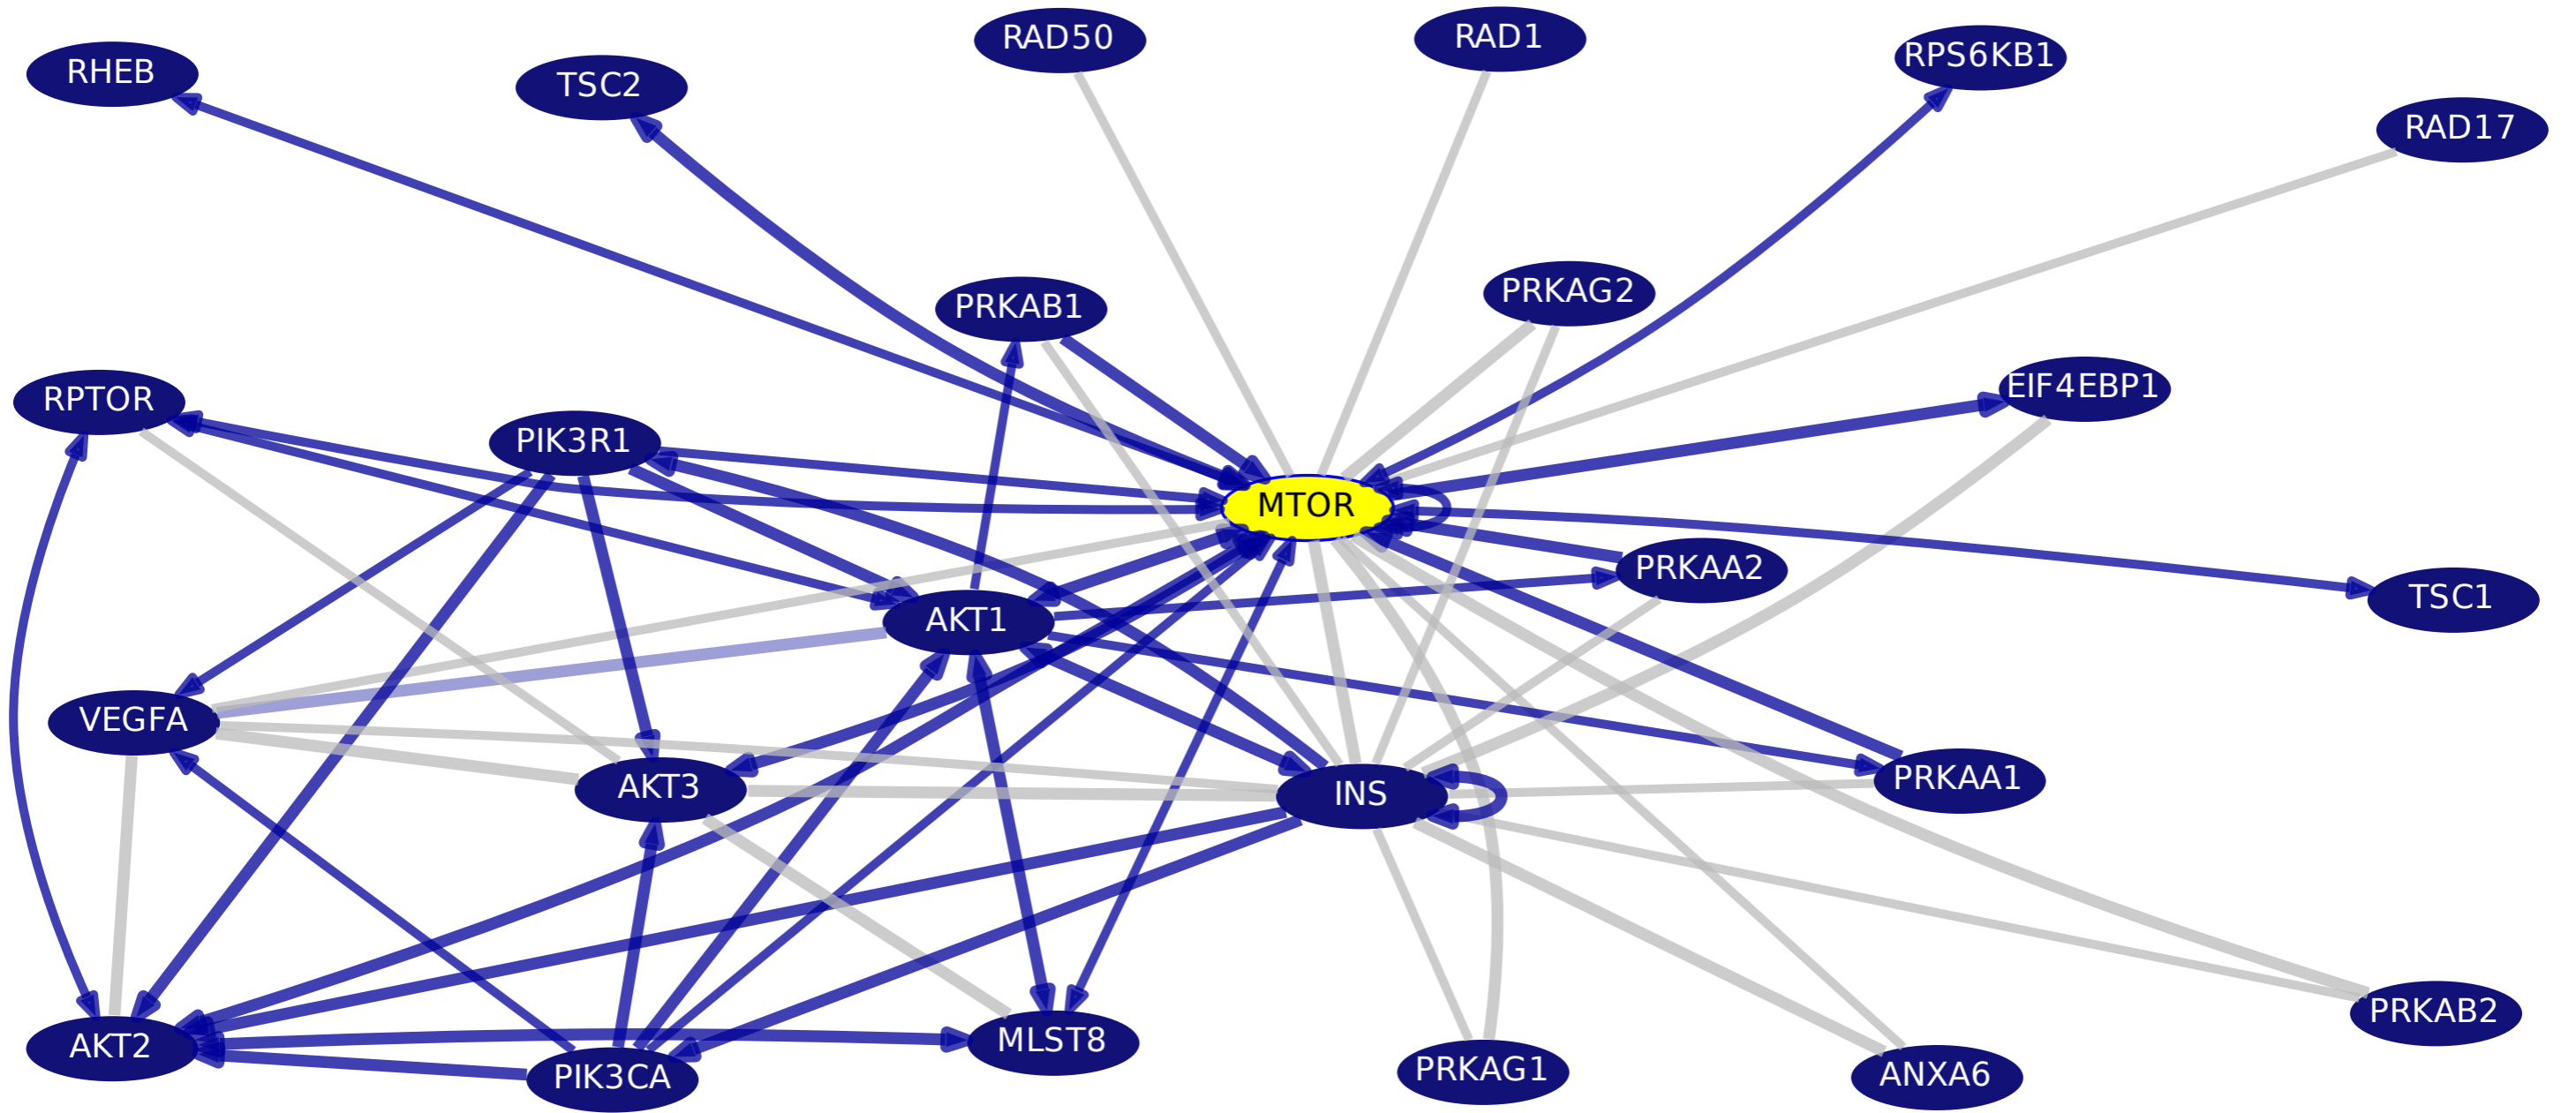 RAD50
RAD1
RPS6KB1
RHEB
TSC2
RAD17
PRKAG2
PRKAB1
EIF4EBP1
RPTOR
PIK3R1
MTOR
PRKAA2
TSC1
AKT1
VEGFA
AKT3
INS
PRKAA1
PRKAB2
MLST8
AKT2
PRKAG1
ANXA6
PIK3CA